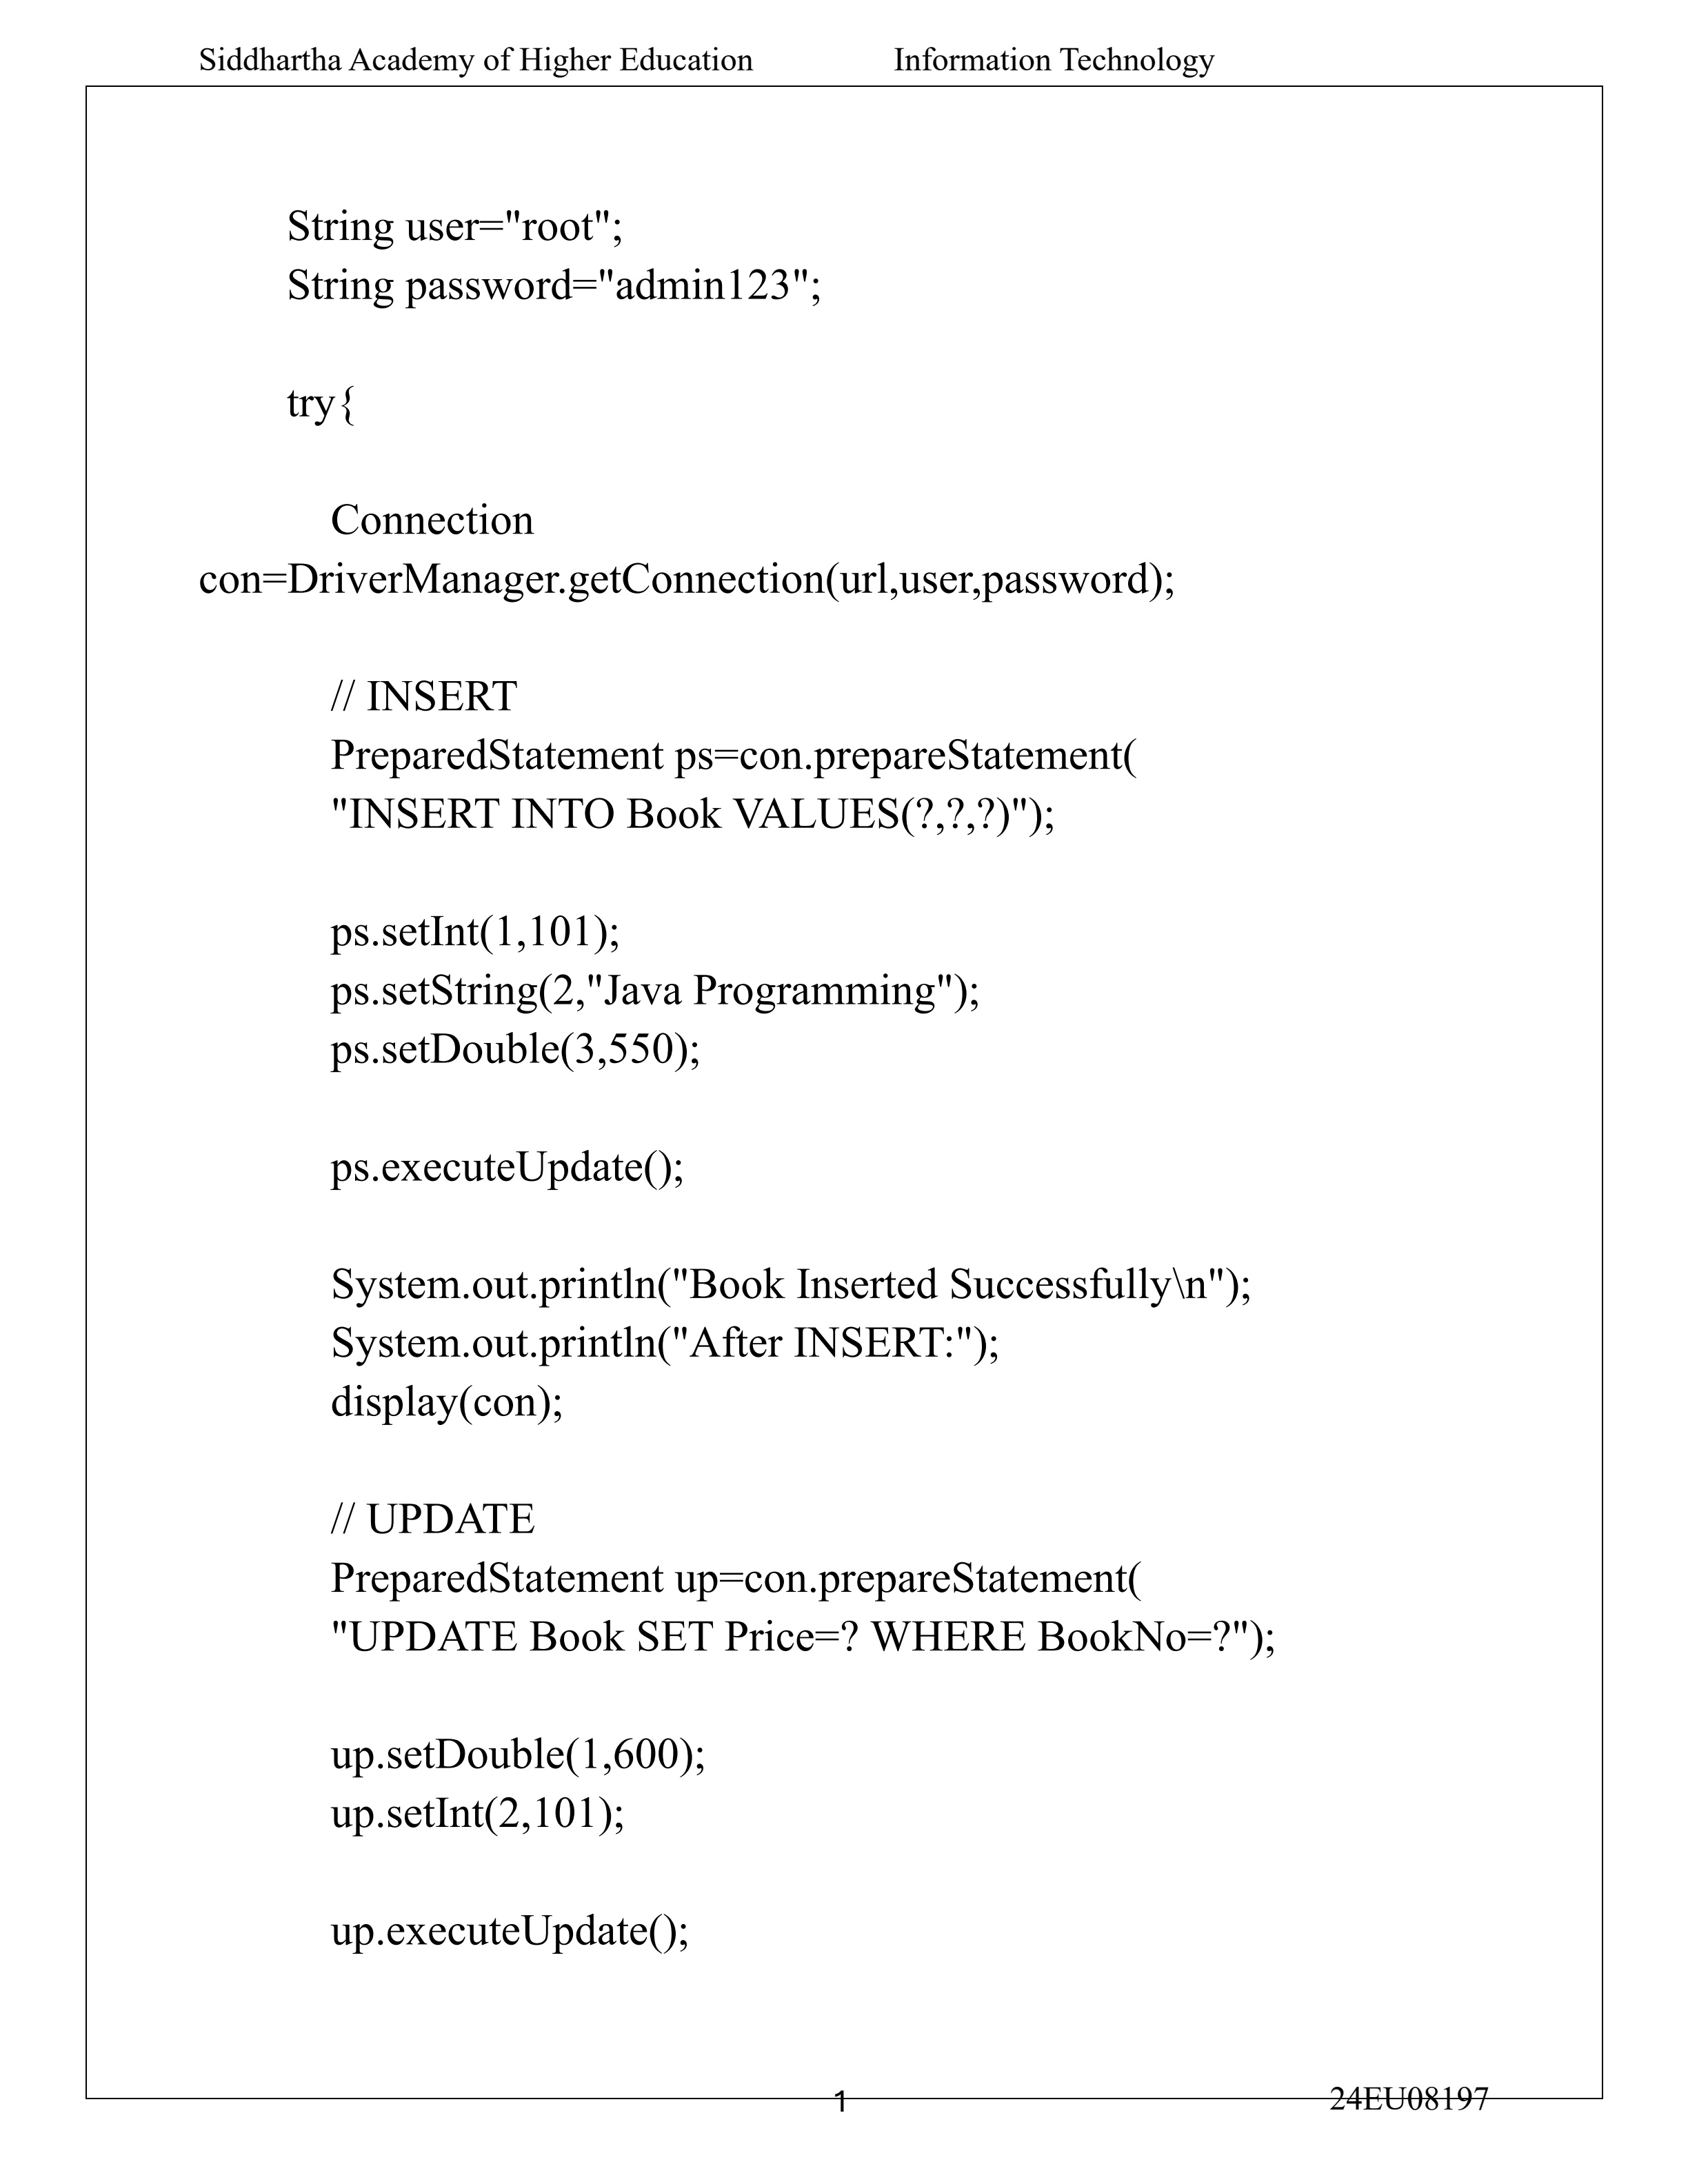 Siddhartha Academy of Higher Education Information Technology
String user="root";
String password="admin123";
try{
Connection
con=DriverManager.getConnection(url,user,password);
// INSERT
PreparedStatement ps=con.prepareStatement(
"INSERT INTO Book VALUES(?,?,?)");
ps.setInt(1,101);
ps.setString(2,"Java Programming");
ps.setDouble(3,550);
ps.executeUpdate();
System.out.println("Book Inserted Successfully\n");
System.out.println("After INSERT:");
display(con);
// UPDATE
PreparedStatement up=con.prepareStatement(
"UPDATE Book SET Price=? WHERE BookNo=?");
up.setDouble(1,600);
up.setInt(2,101);
up.executeUpdate();
1 24EU08197